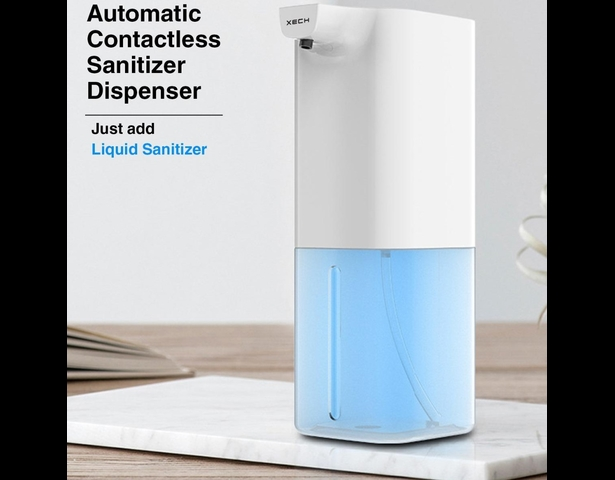 Automatic
Contactless
Sanitizer
Dispenser
Just add
Liquid Sanitizer
XECH